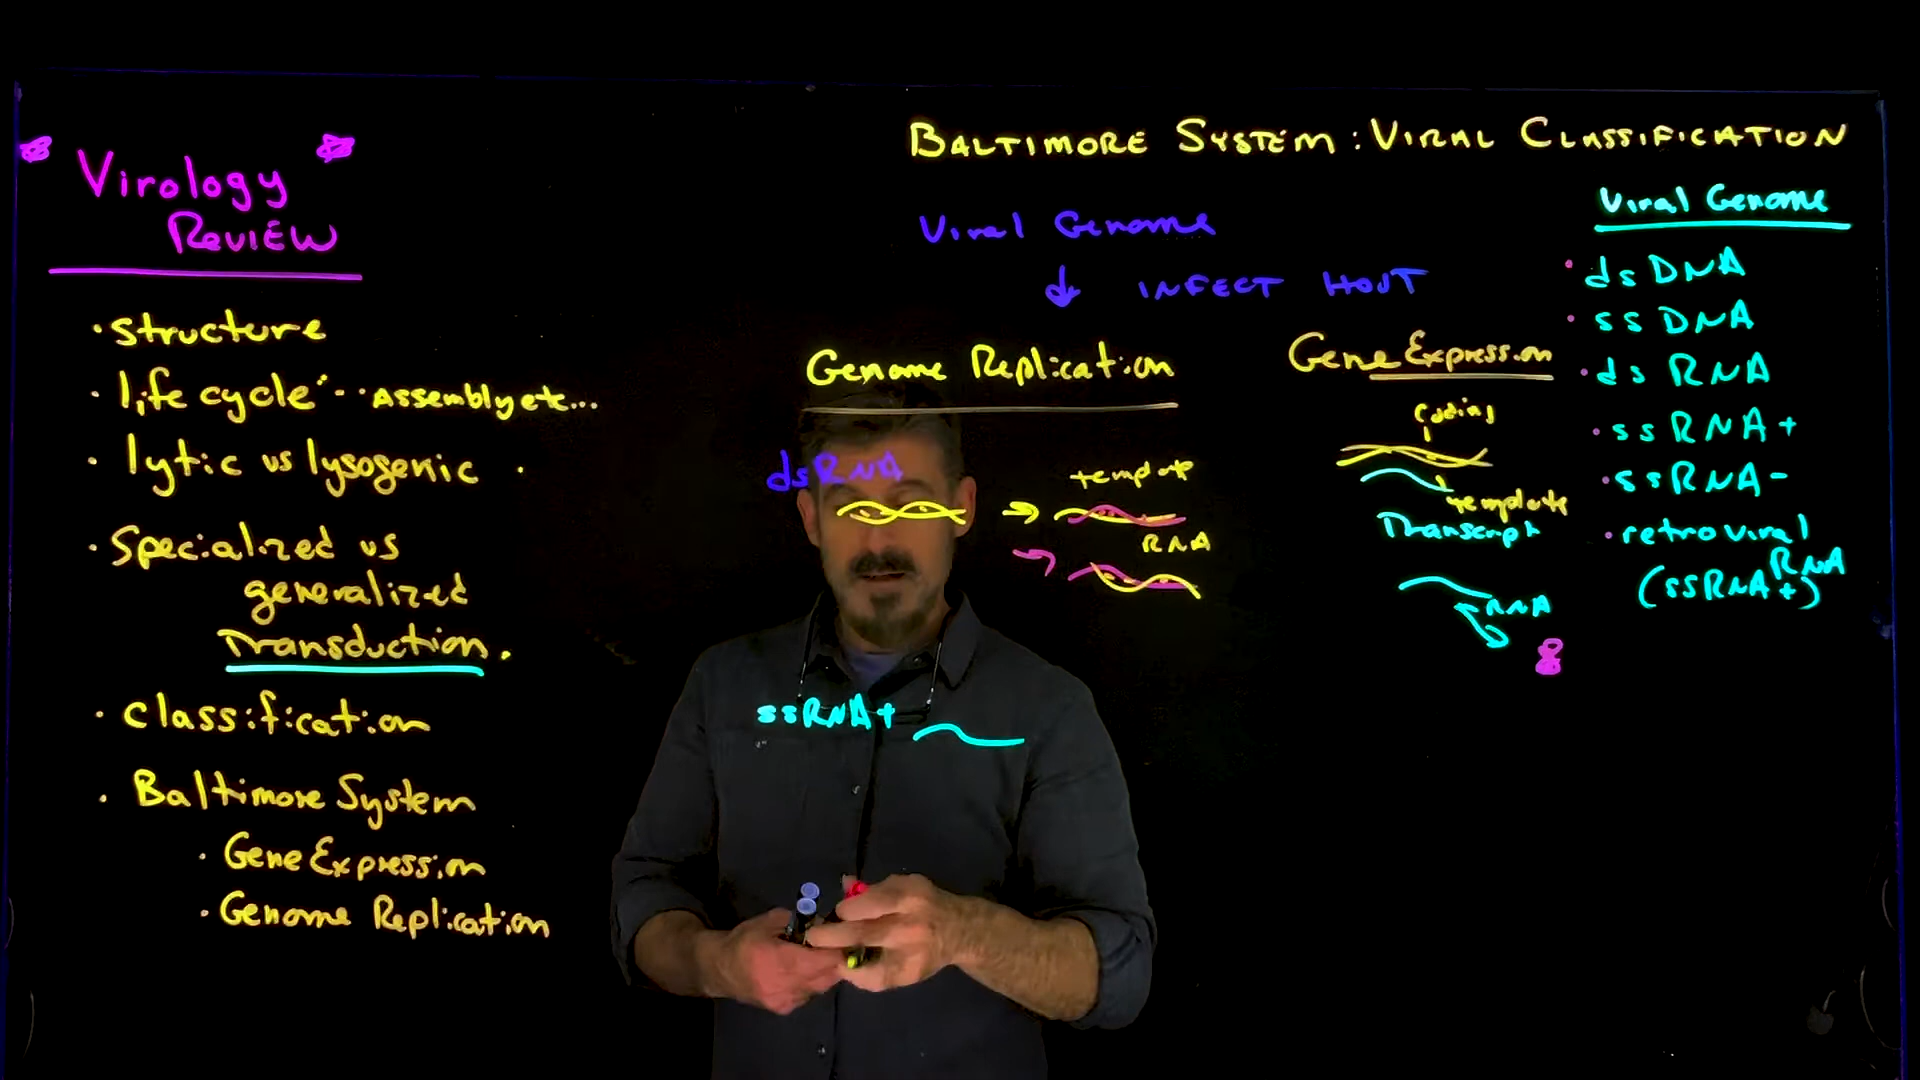 Virology
REVIEW
• structure
• life cycle -- Assembly etc...
• lytic vs lysogenic
• Specialized vs
generalized
Transduction.
• Classification
• Baltimore System
• Gene Expression
• Genome Replication
BALTIMORE SYSTEM: VIRAL CLASSIFICATION
Viral Genome
↓ INFECT HOST
Genome Replication
dsRNA
template
RNA
ssRNA+
Gene Expression
coding
template
Transcript
RNA
Viral Genome
• ds DNA
• ss DNA
• ds RNA
• ss RNA+
• ss RNA-
• retroviral
RNA
(ssRNA+)